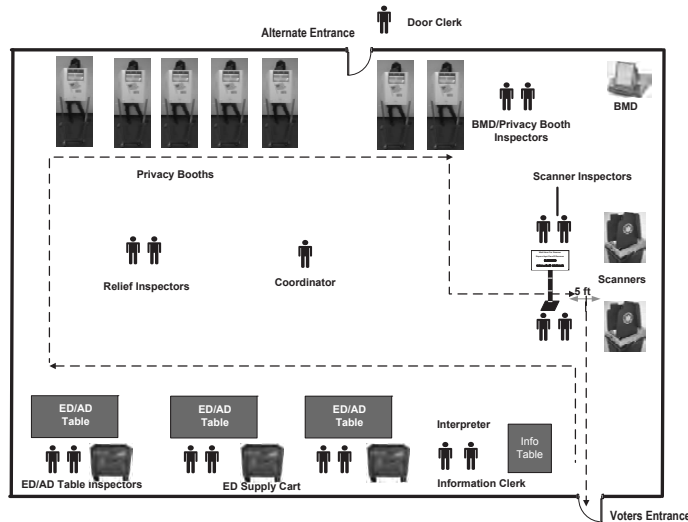 Door Clerk
Alternate Entrance
BMD
BMD/Privacy Booth
Inspectors
Privacy Booths
Scanner Inspectors
Relief Inspectors
Coordinator
Scanners
5 ft
ED/AD
Table
ED/AD
Table
ED/AD
Table
Interpreter
Info
Table
ED/AD Table Inspectors
ED Supply Cart
Information Clerk
Voters Entrance